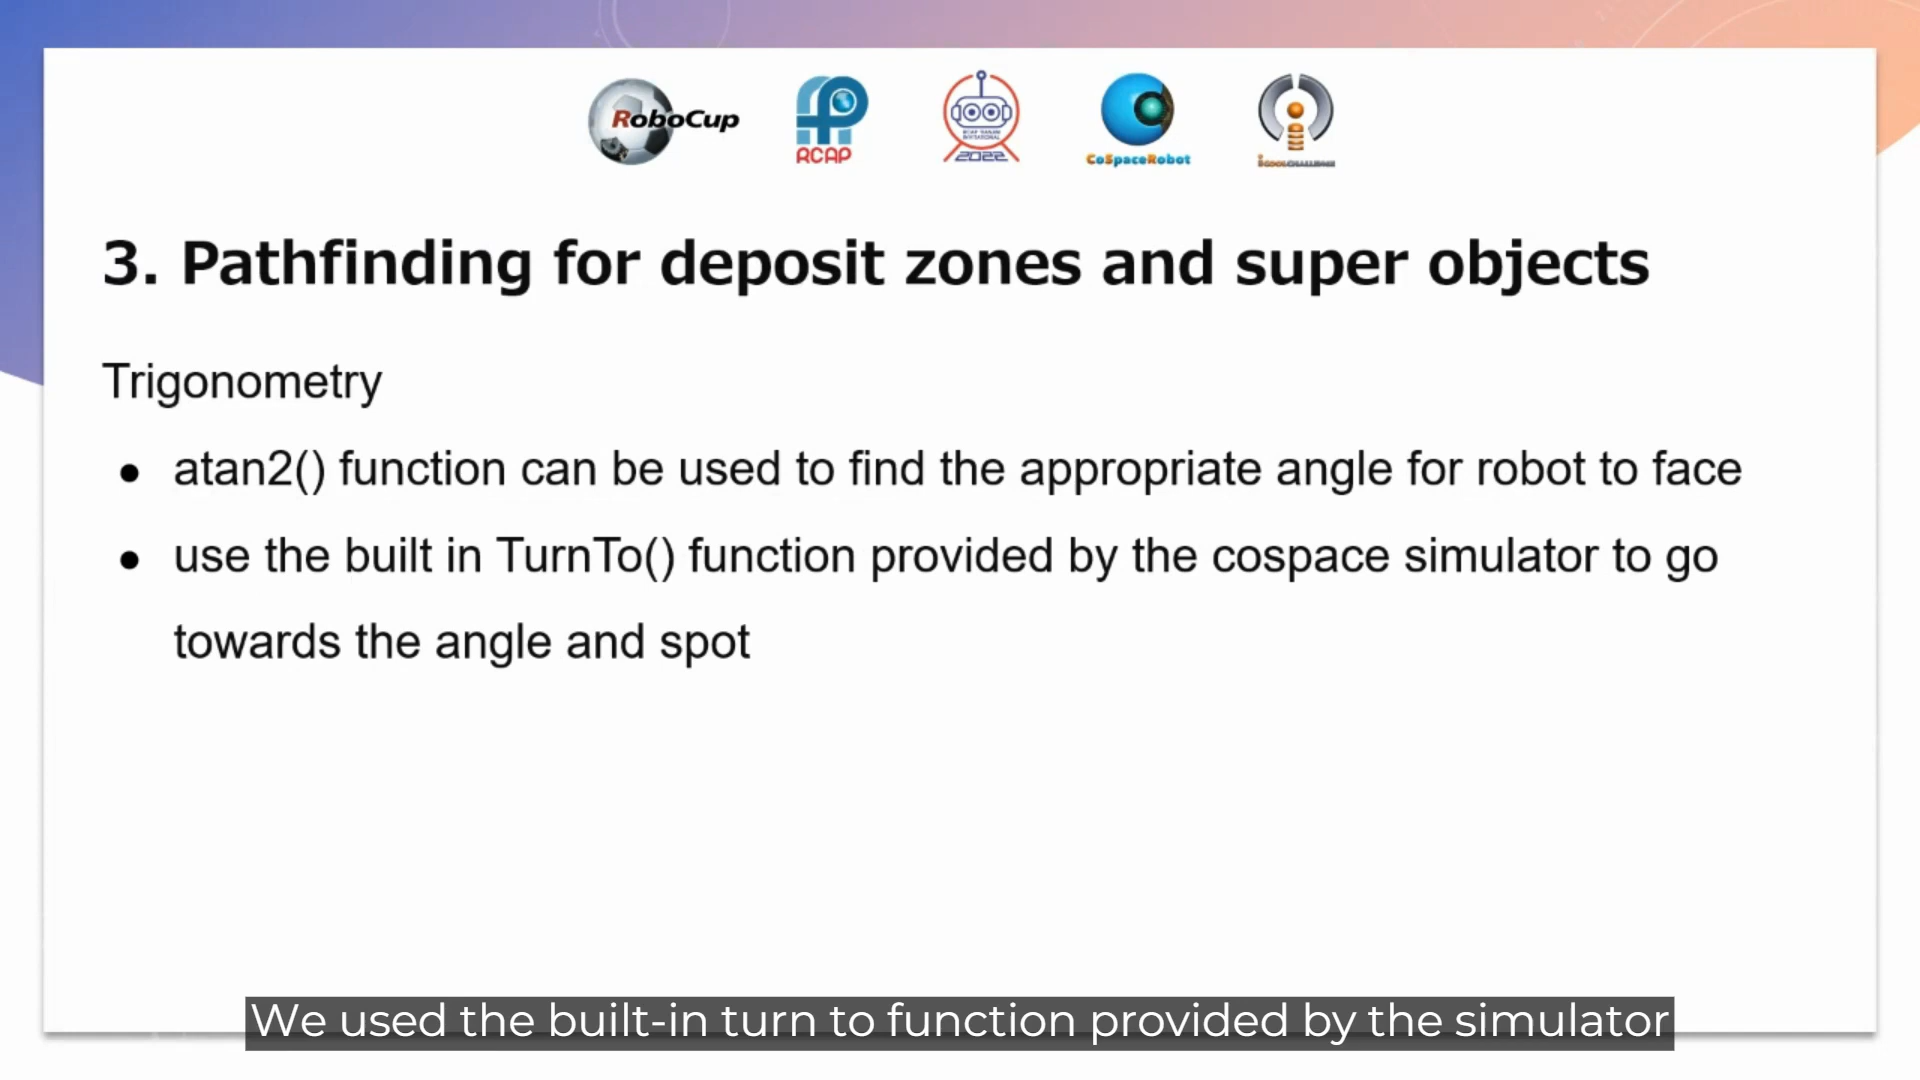 RoboCup
RCAP
2022
CoSpaceRobot
3. Pathfinding for deposit zones and super objects
Trigonometry
● atan2() function can be used to find the appropriate angle for robot to face
● use the built in TurnTo() function provided by the cospace simulator to go
towards the angle and spot
We used the built-in turn to function provided by the simulator